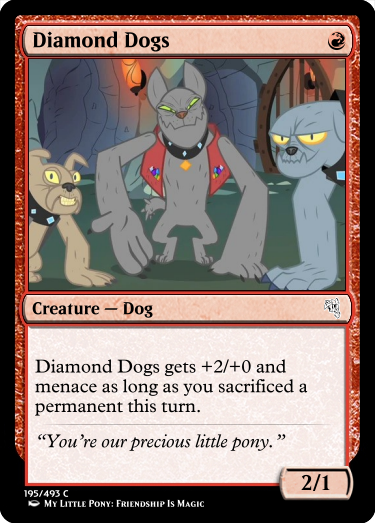 Diamond Dogs
Creature — Dog
Diamond Dogs gets +2/+0 and
menace as long as you sacrificed a
permanent this turn.
“You’re our precious little pony.”
2/1
195/493 C
My Little Pony: Friendship Is Magic